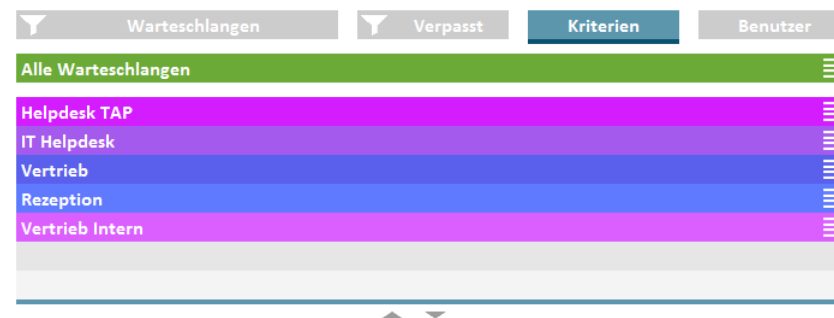 Warteschlangen Verpasst Kriterien Benutzer
Alle Warteschlangen
Helpdesk TAP
IT Helpdesk
Vertrieb
Rezeption
Vertrieb Intern